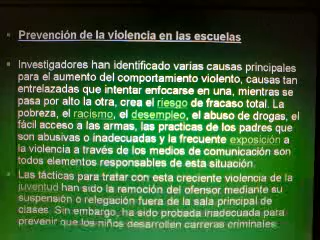 Prevención de la violencia en las escuelas
Investigadores han identificado varias causas principales
para el aumento del comportamiento violento, causas tan
entrelazadas que intentar enfocarse en una, mientras se
pasa por alto la otra, crea el riesgo de fracaso total. La
pobreza, el racismo, el desempleo, el abuso de drogas, el
fácil acceso a las armas, las practicas de los padres que
son abusivas o inadecuadas y la frecuente exposición a
la violencia a través de los medios de comunicación son
todos elementos responsables de esta situación.
Las tácticas para tratar con esta creciente violencia de la
juventud han sido la remoción del ofensor mediante su
suspensión o relegación fuera de la sala principal de
clases. Sin embargo, ha sido probada inadecuada para
prevenir que los niños desarrollen carreras criminales.